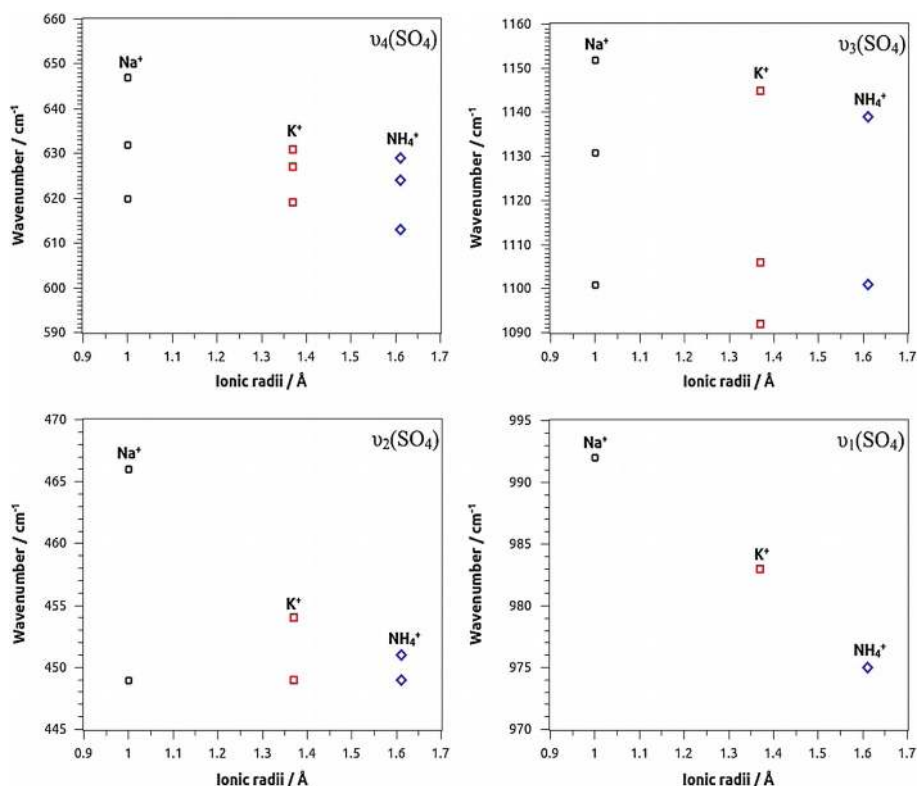 660
650
640
630
620
610
600
590
Wavenumber / cm⁻¹
υ₄(SO₄)
Na⁺
K⁺
NH₄⁺
0.9 1 1.1 1.2 1.3 1.4 1.5 1.6 1.7
Ionic radii / Å
1160
1150
1140
1130
1120
1110
1100
1090
Wavenumber / cm⁻¹
υ₃(SO₄)
Na⁺
K⁺
NH₄⁺
0.9 1 1.1 1.2 1.3 1.4 1.5 1.6 1.7
Ionic radii / Å
470
465
460
455
450
445
Wavenumber / cm⁻¹
υ₂(SO₄)
Na⁺
K⁺
NH₄⁺
0.9 1 1.1 1.2 1.3 1.4 1.5 1.6 1.7
Ionic radii / Å
995
990
985
980
975
970
Wavenumber / cm⁻¹
υ₁(SO₄)
Na⁺
K⁺
NH₄⁺
0.9 1 1.1 1.2 1.3 1.4 1.5 1.6 1.7
Ionic radii / Å